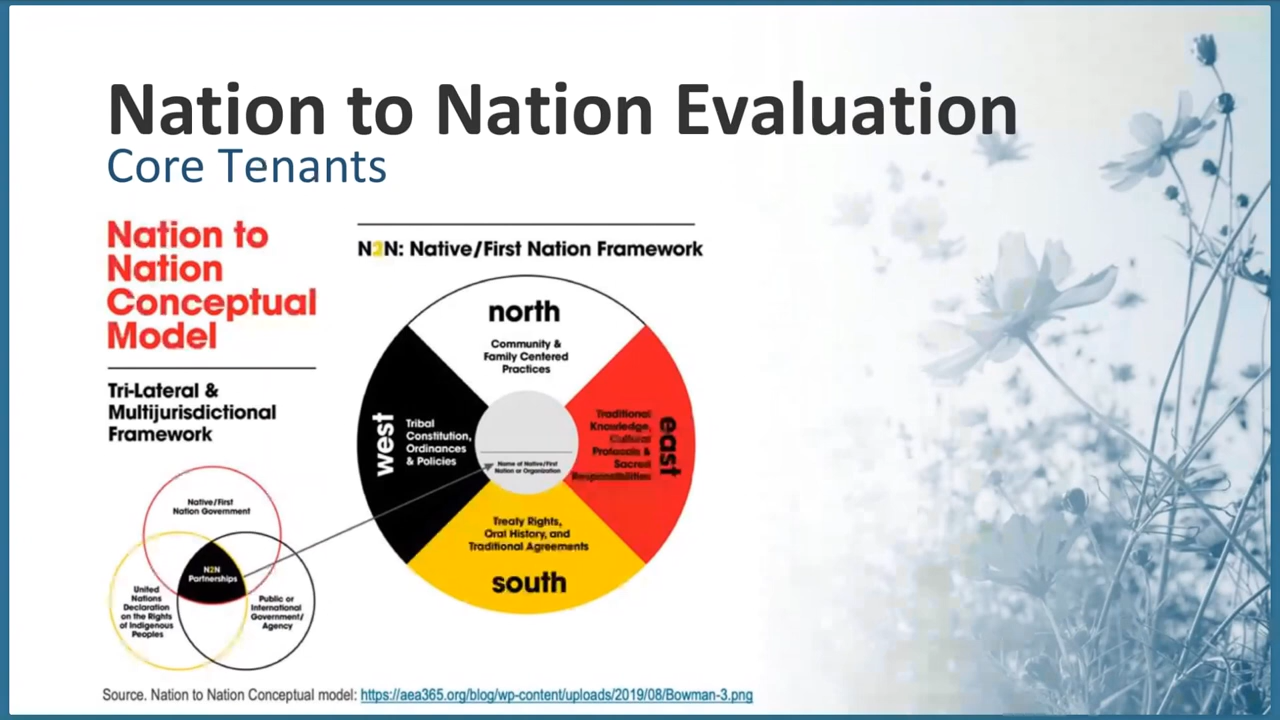 Nation to Nation Evaluation
Core Tenants
Nation to
Nation
Conceptual
Model
Tri-Lateral &
Multijurisdictional
Framework
Native/First
Nation Government
N2N
Partnerships
United
Nations
Declaration
on the Rights
of Indigenous
Peoples
Public or
International
Government/
Agency
N2N: Native/First Nation Framework
north
Community &
Family Centered
Practices
west
Tribal
Constitution,
Ordinances
& Policies
Name of Native/First
Nation or Organization
Traditional
Knowledge,
Cultural
Protocols &
Sacred
Responsibilities
east
Treaty Rights,
Oral History, and
Traditional Agreements
south
Source. Nation to Nation Conceptual model: https://aea365.org/blog/wp-content/uploads/2019/08/Bowman-3.png